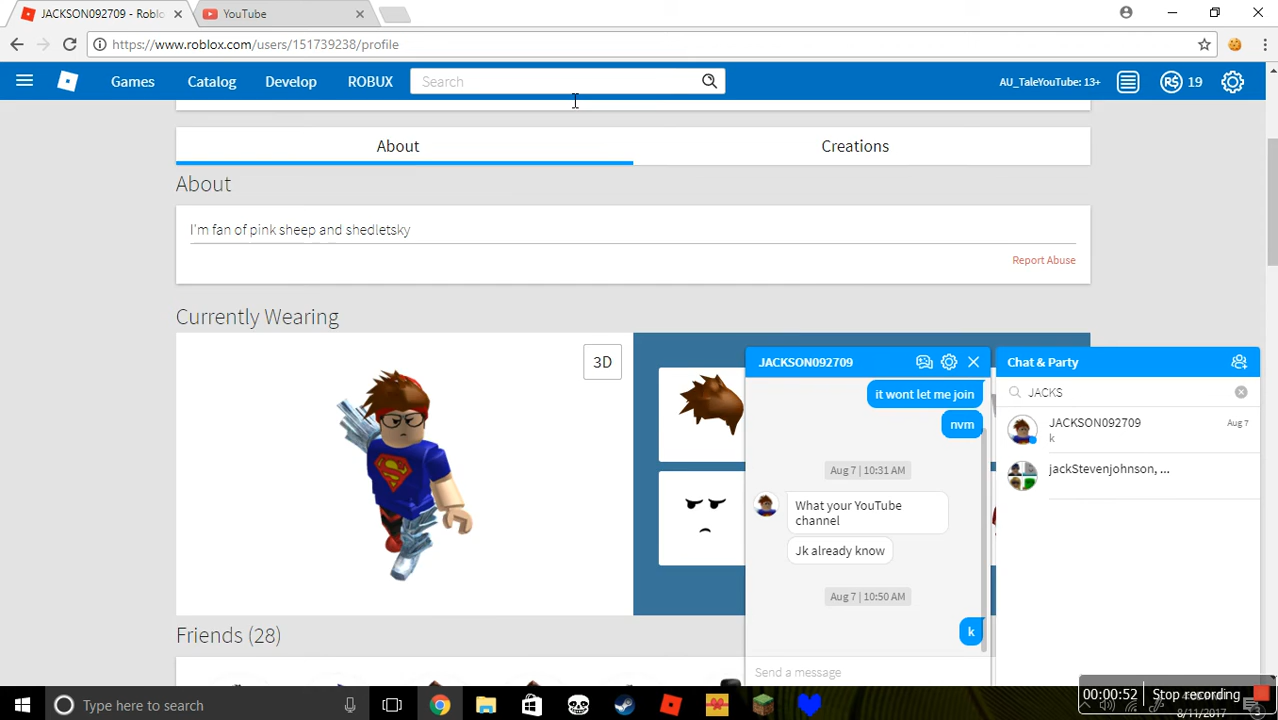 JACKSON092709 - Roblo
YouTube
https://www.roblox.com/users/151739238/profile
Games
Catalog
Develop
ROBUX
Search
AU_TaleYouTube: 13+
R$ 19
About
Creations
About
I'm fan of pink sheep and shedletsky
Report Abuse
Currently Wearing
3D
Friends (28)
JACKSON092709
it wont let me join
nvm
Aug 7 | 10:31 AM
What your YouTube
channel
Jk already know
Aug 7 | 10:50 AM
k
Send a message
Chat & Party
JACKS
JACKSON092709
Aug 7
k
jackStevenjohnson, ...
Type here to search
00:00:52
Stop recording
8/11/2017
3